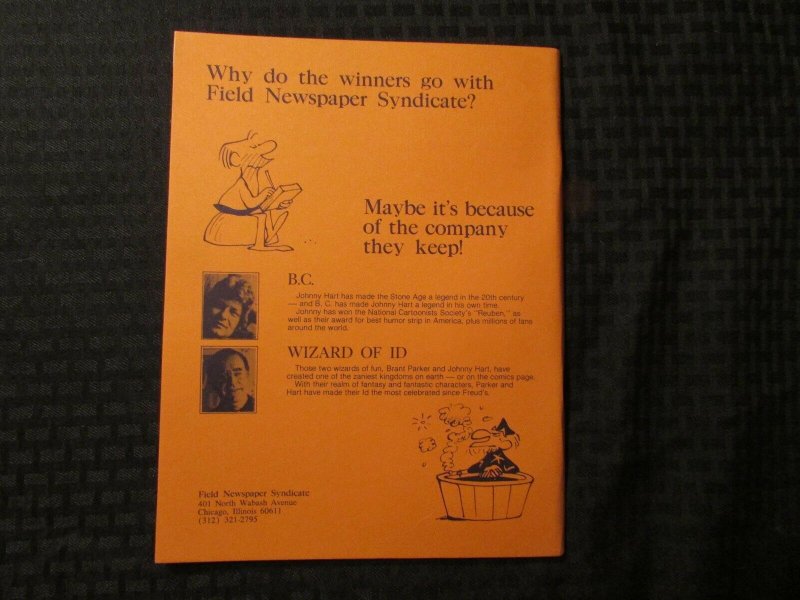 Why do the winners go with
Field Newspaper Syndicate?
Maybe it's because
of the company
they keep!
B.C.
Johnny Hart has made the Stone Age a legend in the 20th century
— and B. C. has made Johnny Hart a legend in his own time.
Johnny has won the National Cartoonists Society's "Reuben," as
well as their award for best humor strip in America, plus millions of fans
around the world.
WIZARD OF ID
Those two wizards of fun, Brant Parker and Johnny Hart, have
created one of the zaniest kingdoms on earth — or on the comics page.
With their realm of fantasy and fantastic characters, Parker and
Hart have made their Id the most celebrated since Freud's.
Field Newspaper Syndicate
401 North Wabash Avenue
Chicago, Illinois 60611
(312) 321-2795